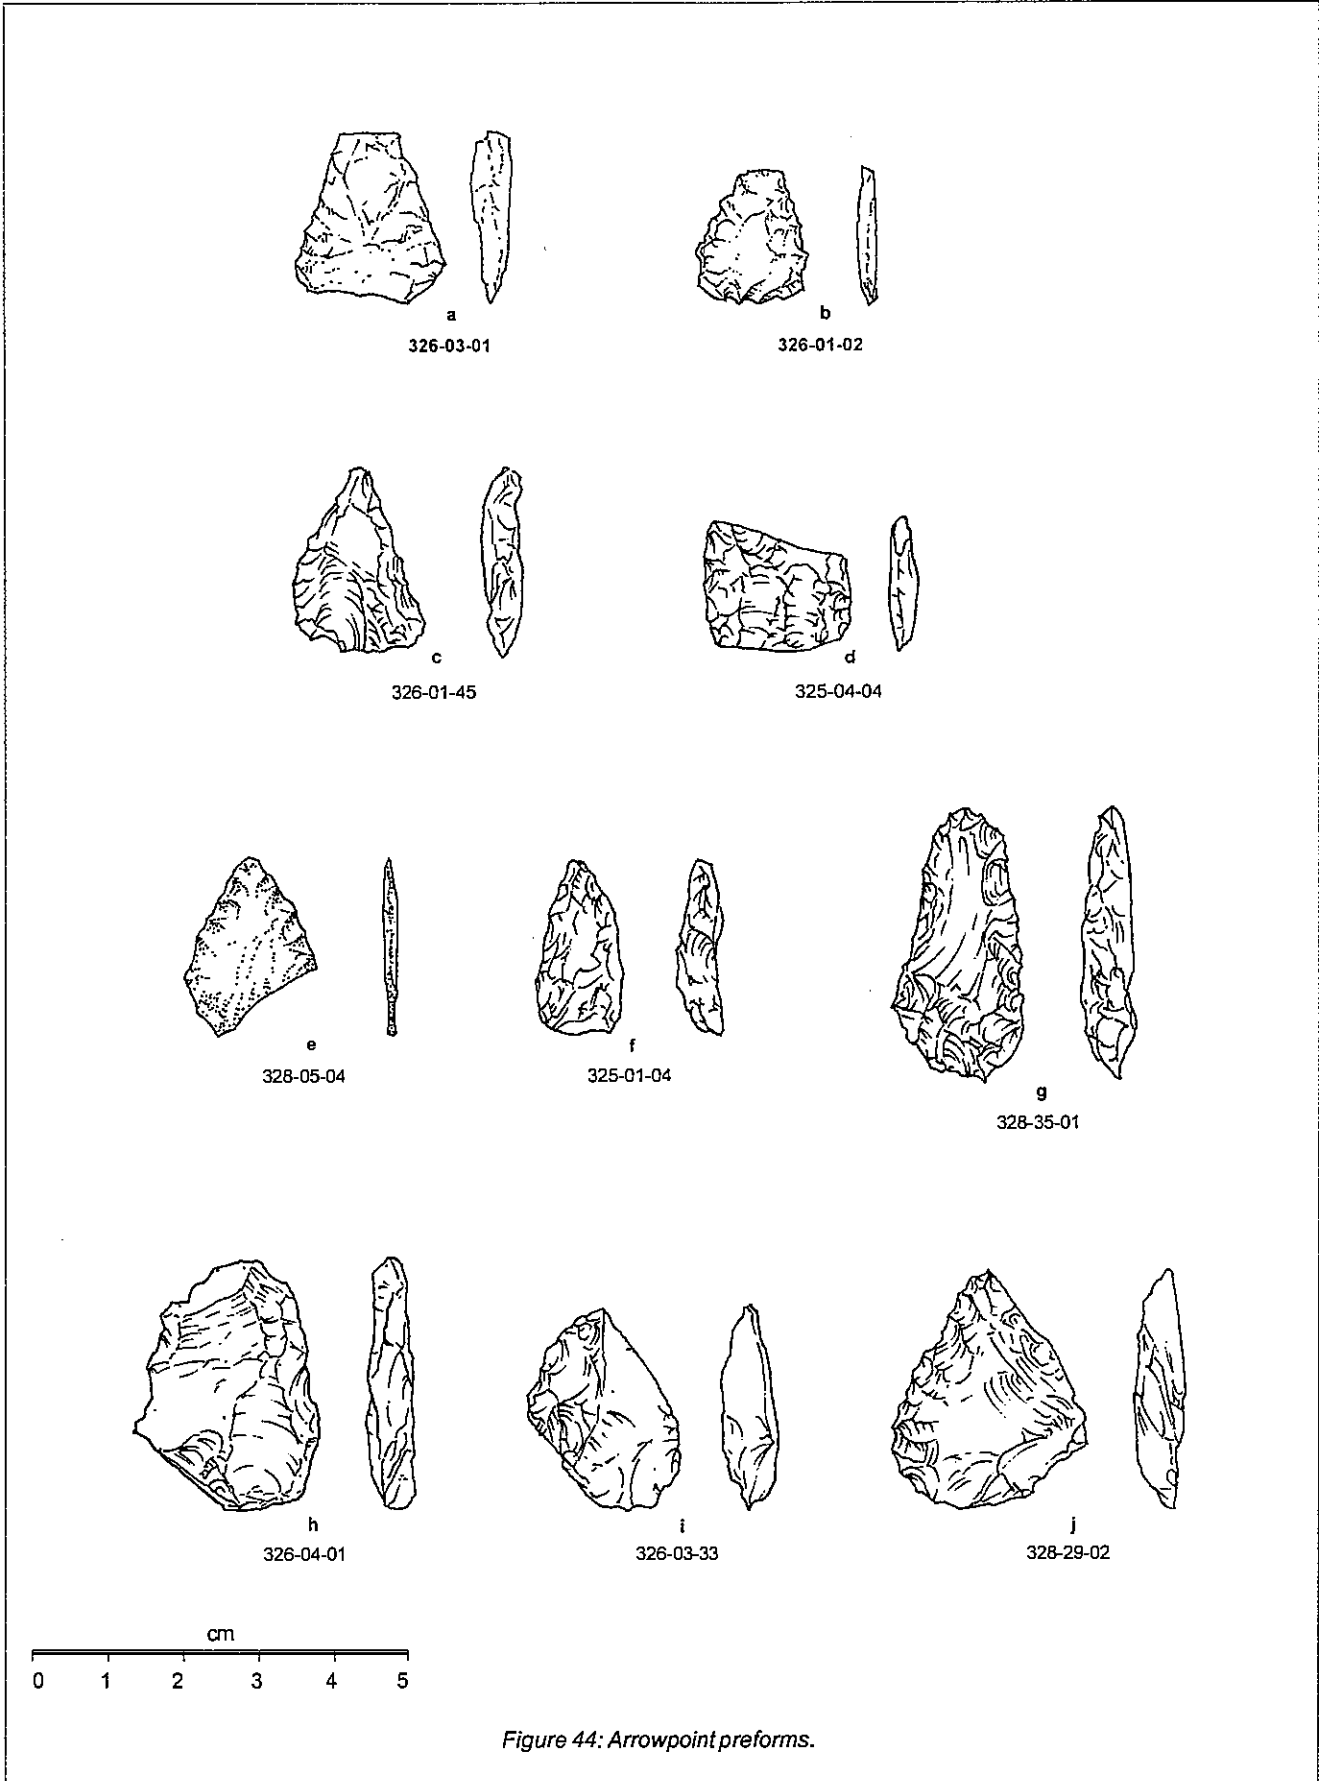 a
326-03-01
b
326-01-02
c
326-01-45
d
325-04-04
e
328-05-04
f
325-01-04
g
328-35-01
h
326-04-01
i
326-03-33
j
328-29-02
cm
0 1 2 3 4 5
Figure 44: Arrowpoint preforms.